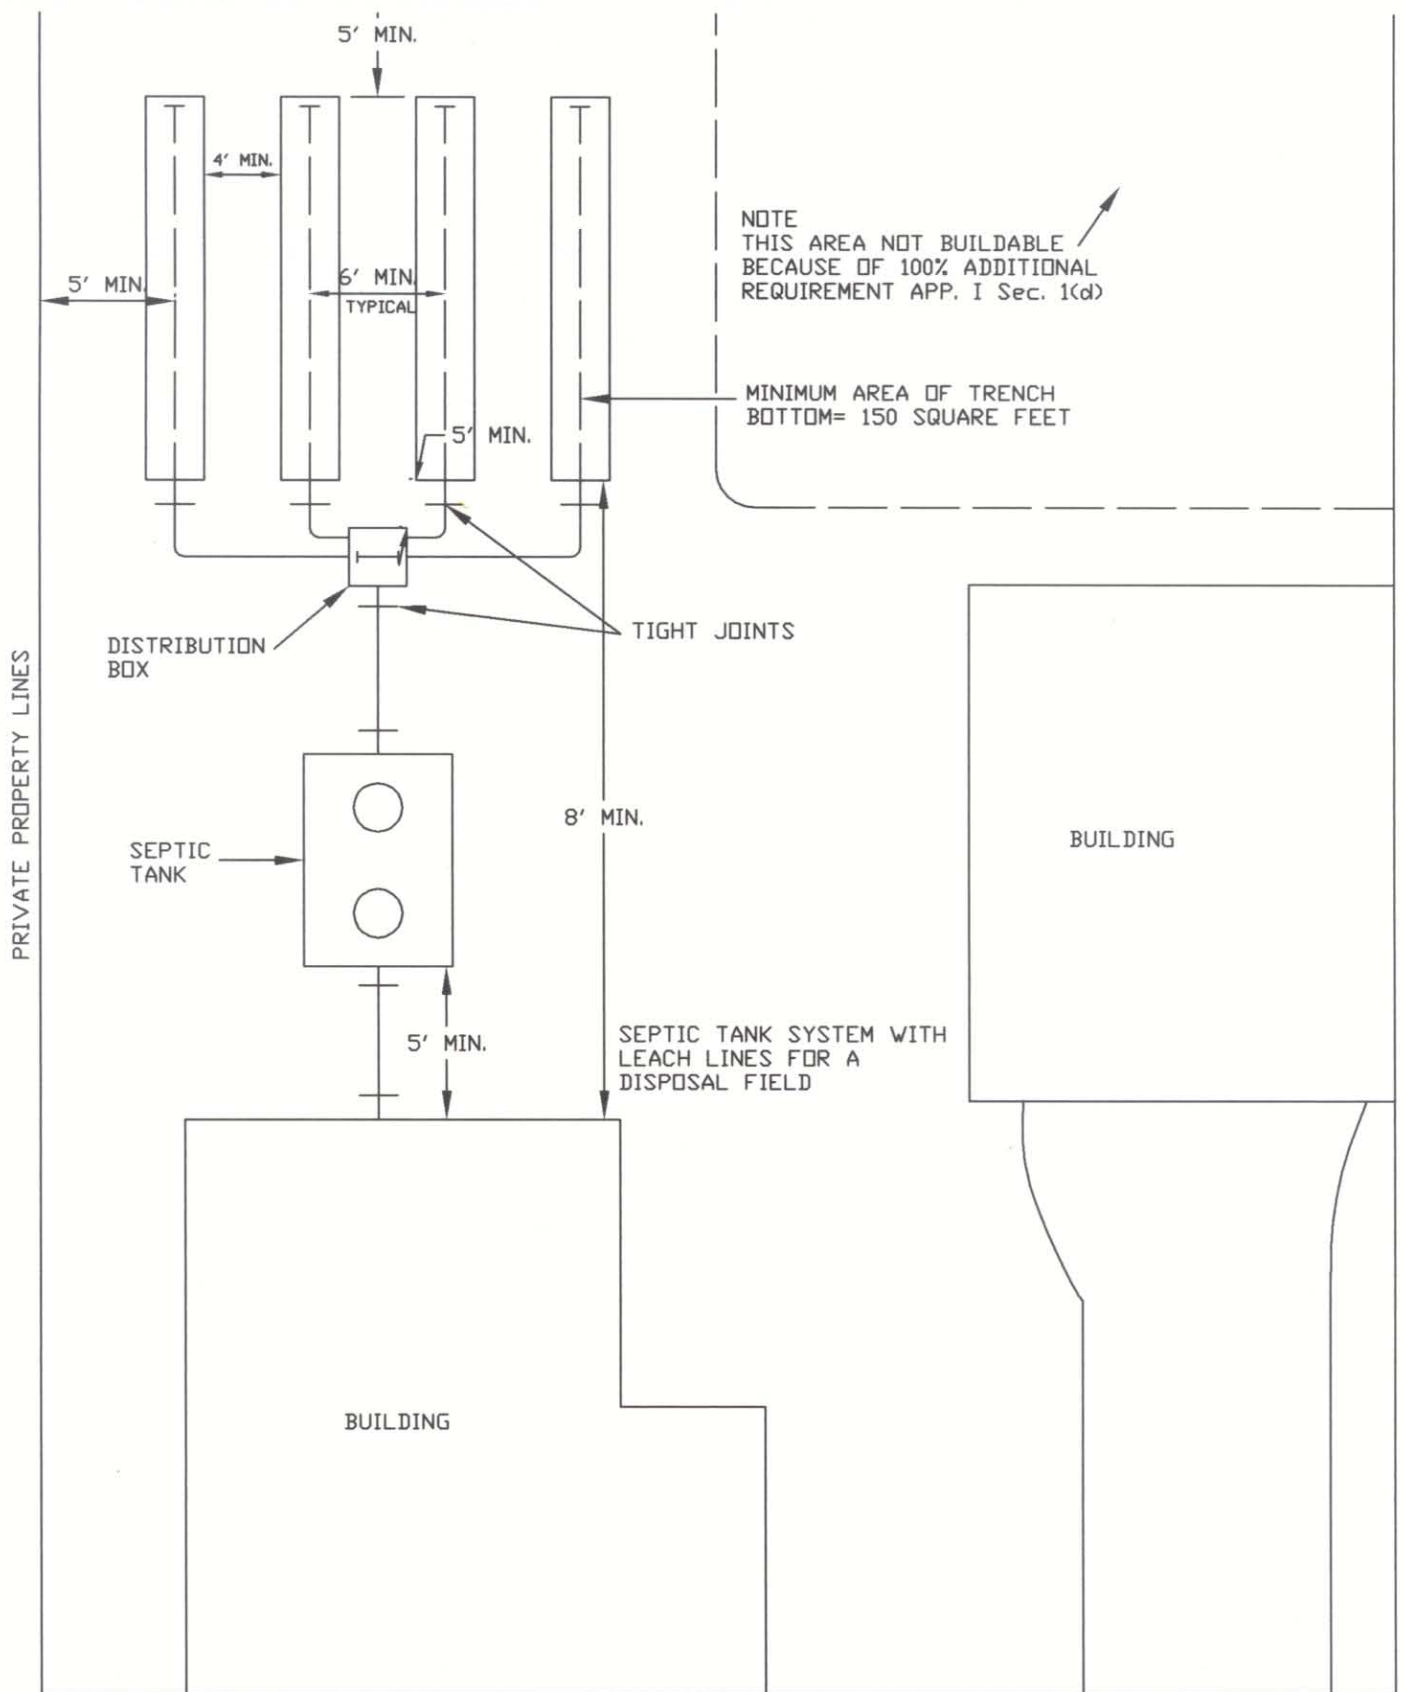 5' MIN.
4' MIN.
NOTE
THIS AREA NOT BUILDABLE
BECAUSE OF 100% ADDITIONAL
REQUIREMENT APP. I Sec. 1(d)
5' MIN.
6' MIN.
TYPICAL
MINIMUM AREA OF TRENCH
BOTTOM= 150 SQUARE FEET
5' MIN.
TIGHT JOINTS
DISTRIBUTION
BOX
PRIVATE PROPERTY LINES
8' MIN.
BUILDING
SEPTIC
TANK
5' MIN.
SEPTIC TANK SYSTEM WITH
LEACH LINES FOR A
DISPOSAL FIELD
BUILDING